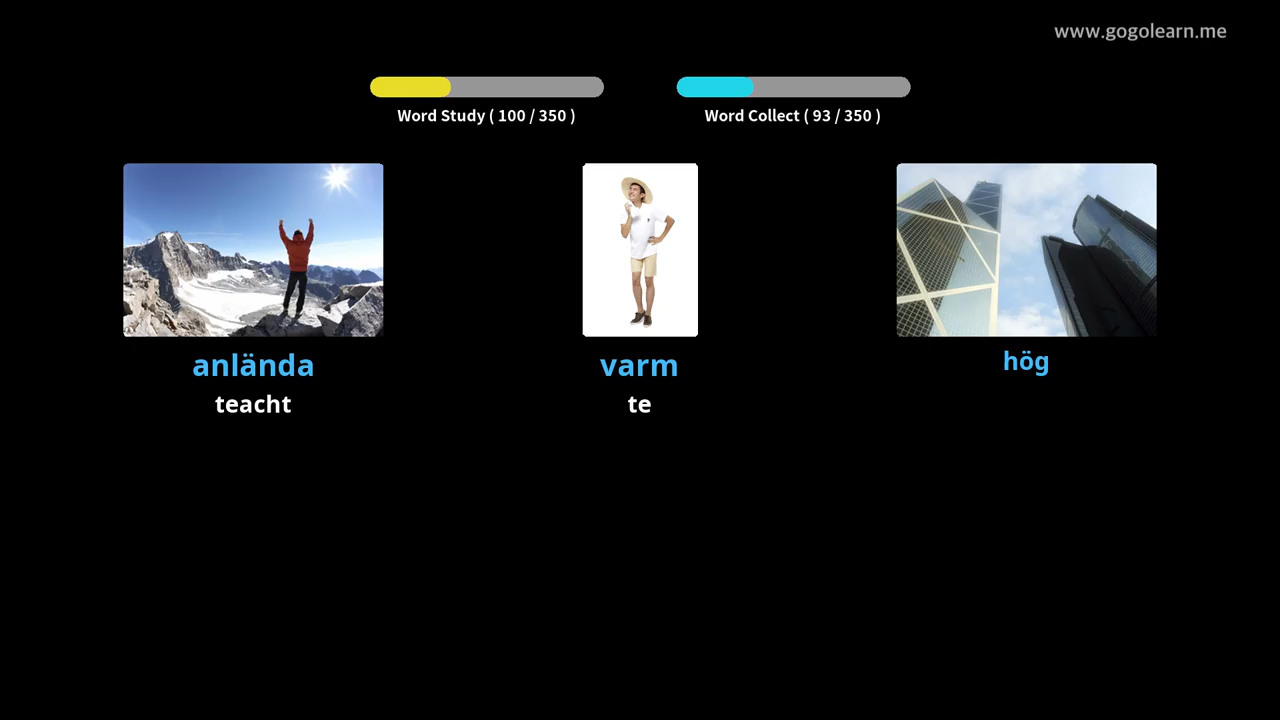 www.gogolearn.me
Word Study ( 100 / 350 )
Word Collect ( 93 / 350 )
anlända
teacht
varm
te
hög